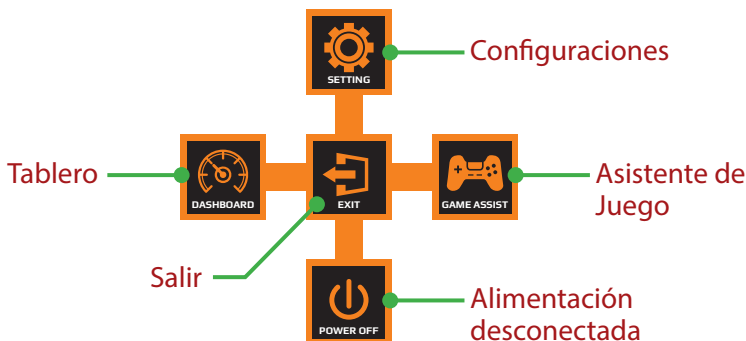 SETTING
Configuraciones
Tablero
DASHBOARD
EXIT
GAME ASSIST
Asistente de
Juego
Salir
POWER OFF
Alimentación
desconectada